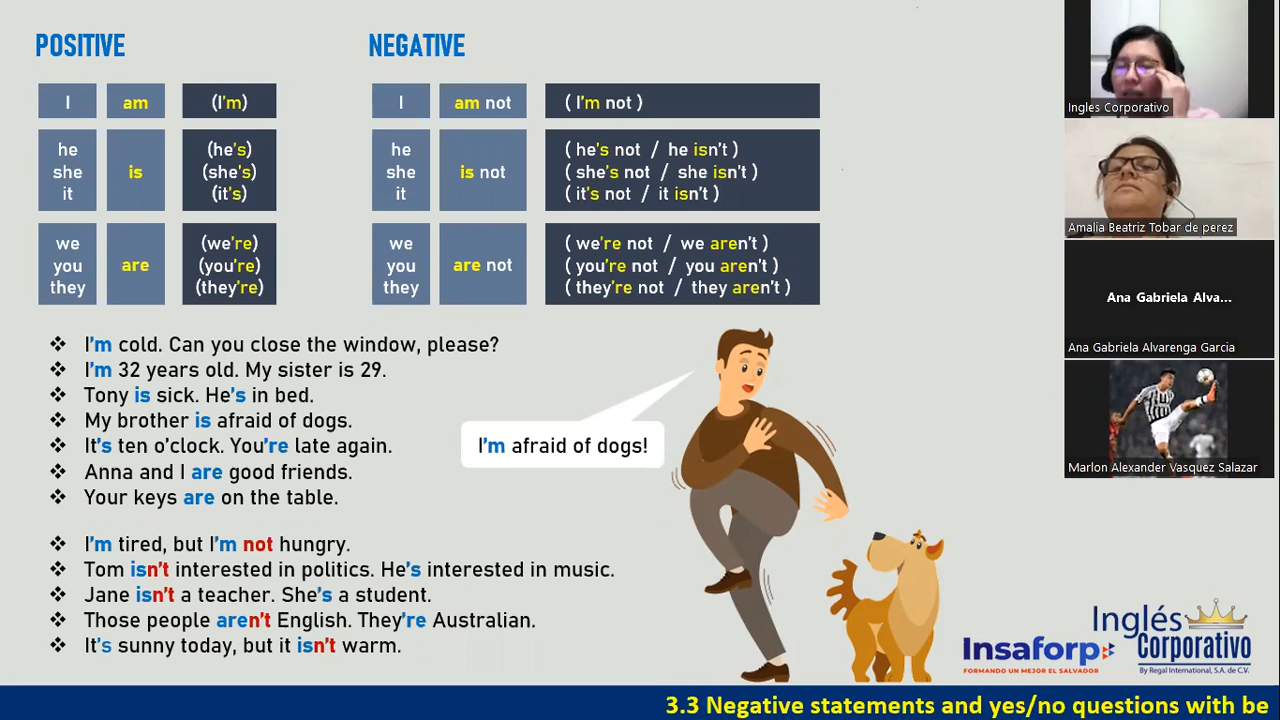 POSITIVE
I am (I'm)
he
she
it
is
(he's)
(she's)
(it's)
we
you
they
are
(we're)
(you're)
(they're)
NEGATIVE
I am not ( I'm not )
he
she
it
is not
( he's not / he isn't )
( she's not / she isn't )
( it's not / it isn't )
we
you
they
are not
( we're not / we aren't )
( you're not / you aren't )
( they're not / they aren't )
❖ I'm cold. Can you close the window, please?
❖ I'm 32 years old. My sister is 29.
❖ Tony is sick. He's in bed.
❖ My brother is afraid of dogs.
❖ It's ten o'clock. You're late again.
❖ Anna and I are good friends.
❖ Your keys are on the table.
❖ I'm tired, but I'm not hungry.
❖ Tom isn't interested in politics. He's interested in music.
❖ Jane isn't a teacher. She's a student.
❖ Those people aren't English. They're Australian.
❖ It's sunny today, but it isn't warm.
I'm afraid of dogs!
Insaforp
FORMANDO UN MEJOR EL SALVADOR
Inglés
Corporativo
By Regal International, S.A. de C.V.
3.3 Negative statements and yes/no questions with be
Ingles Corporativo
Amalia Beatriz Tobar de perez
Ana Gabriela Alva...
Ana Gabriela Alvarenga Garcia
Marlon Alexander Vasquez Salazar